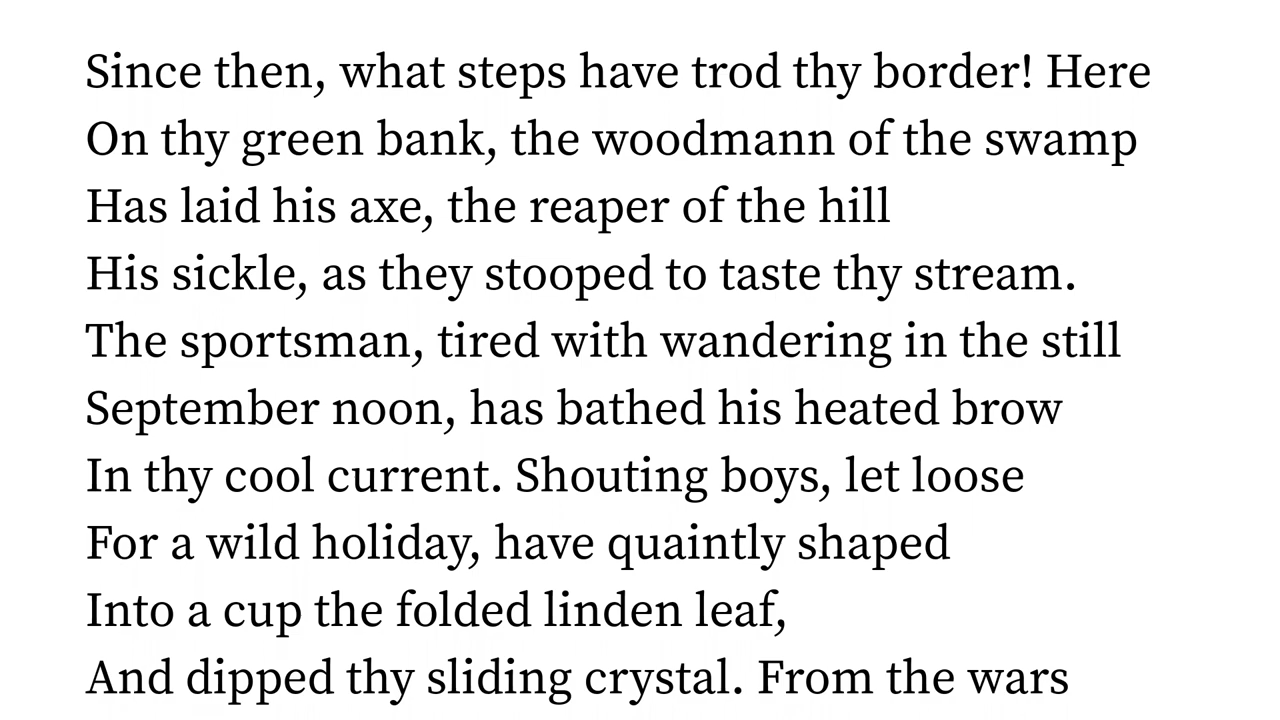 Since then, what steps have trod thy border! Here
On thy green bank, the woodmann of the swamp
Has laid his axe, the reaper of the hill
His sickle, as they stooped to taste thy stream.
The sportsman, tired with wandering in the still
September noon, has bathed his heated brow
In thy cool current. Shouting boys, let loose
For a wild holiday, have quaintly shaped
Into a cup the folded linden leaf,
And dipped thy sliding crystal. From the wars